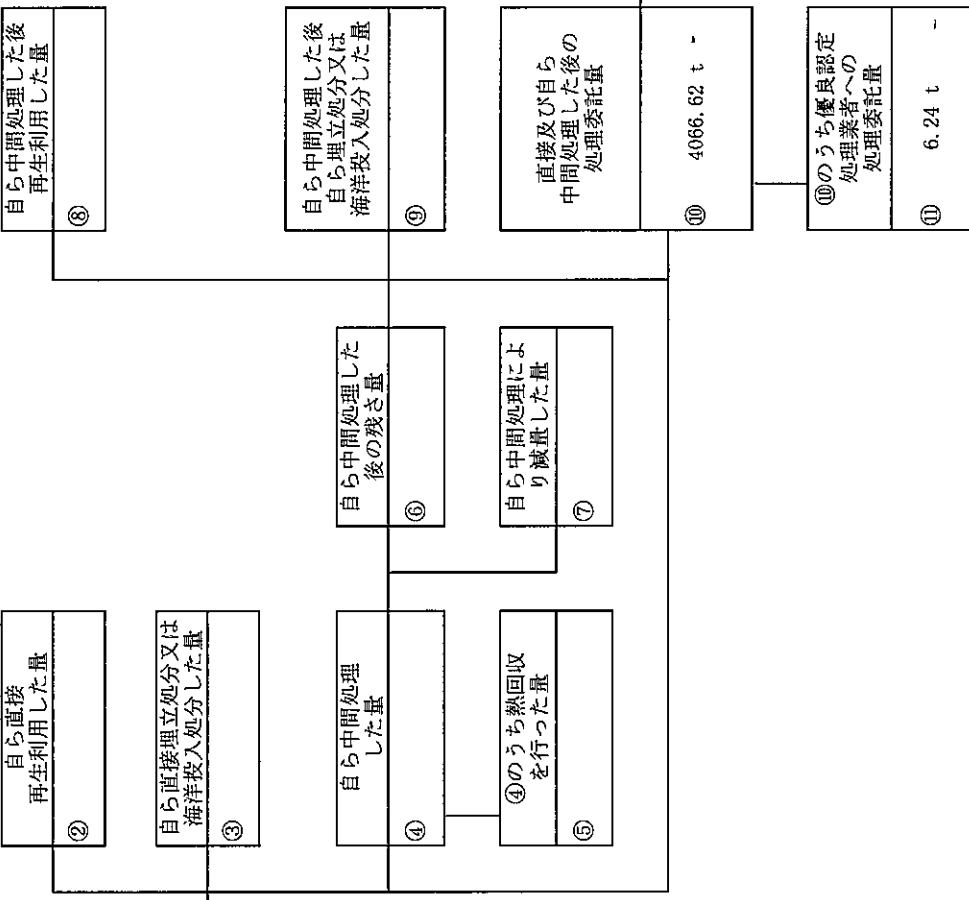 自ら直接
再生利用した量
②
自ら直接埋立処分又は
海洋投入処分した量
③
自ら中間処理
した量
④
④のうち熱回収
を行った量
⑤
自ら中間処理した
後の残さ量
⑥
自ら中間処理によ
り減量した量
⑦
自ら中間処理した後
再生利用した量
⑧
自ら中間処理した後
自ら埋立処分又は
海洋投入処分した量
⑨
直接及び自ら
中間処理した後の
処理委託量
⑩ 4066.62 t -
⑩のうち優良認定
処理業者への
処理委託量
⑪ 6.24 t -